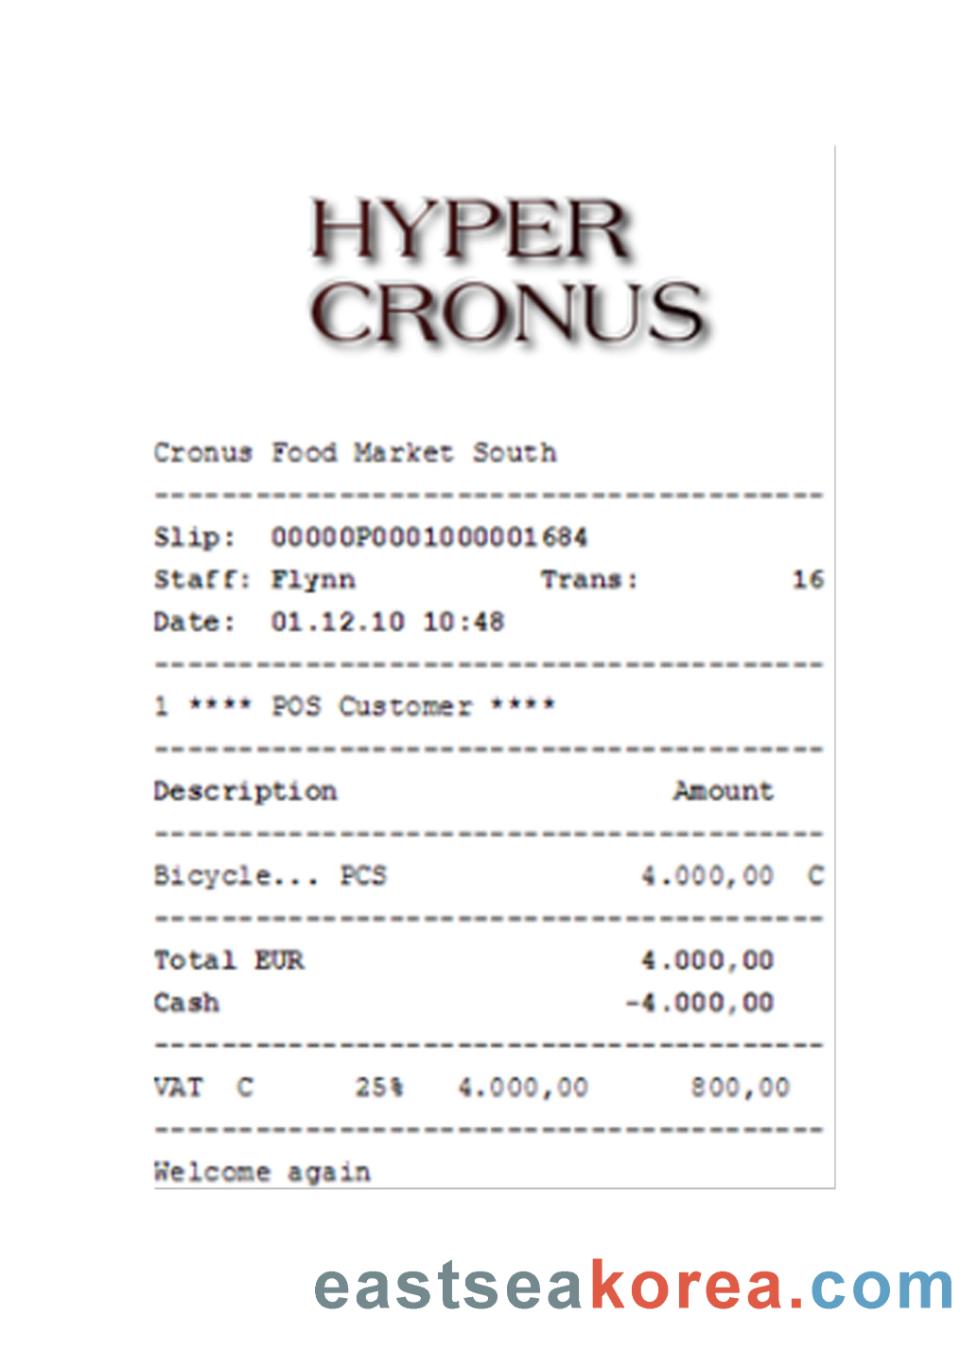 HYPER
CRONUS
Cronus Food Market South
----------------------------------------
Slip: 00000P0001000001684
Staff: Flynn Trans: 16
Date: 01.12.10 10:48
----------------------------------------
1 **** POS Customer ****
----------------------------------------
Description Amount
----------------------------------------
Bicycle... PCS 4.000,00 C
----------------------------------------
Total EUR 4.000,00
Cash -4.000,00
----------------------------------------
VAT C 25% 4.000,00 800,00
----------------------------------------
Welcome again
eastseakorea.com